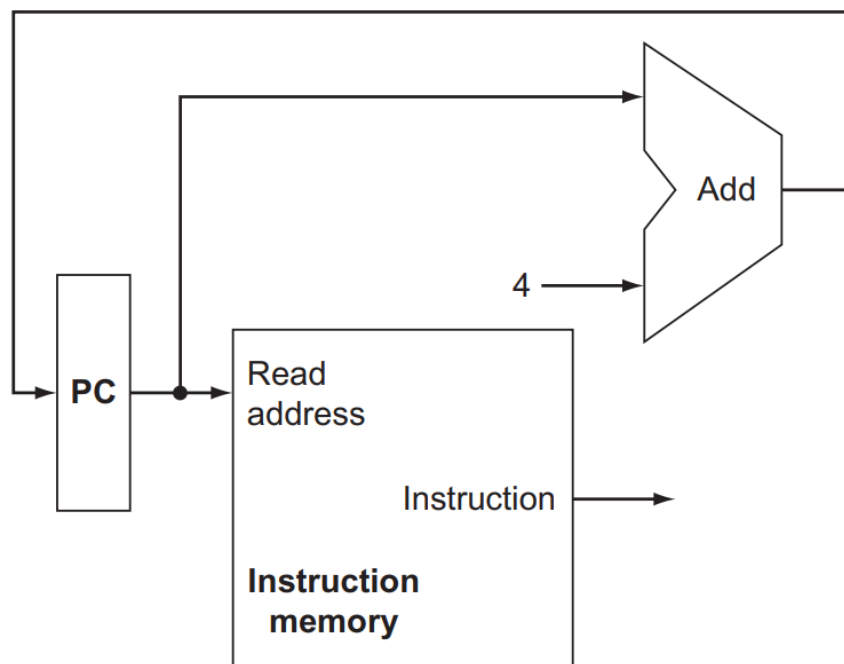 Add
4
PC
Read
address
Instruction
Instruction
memory